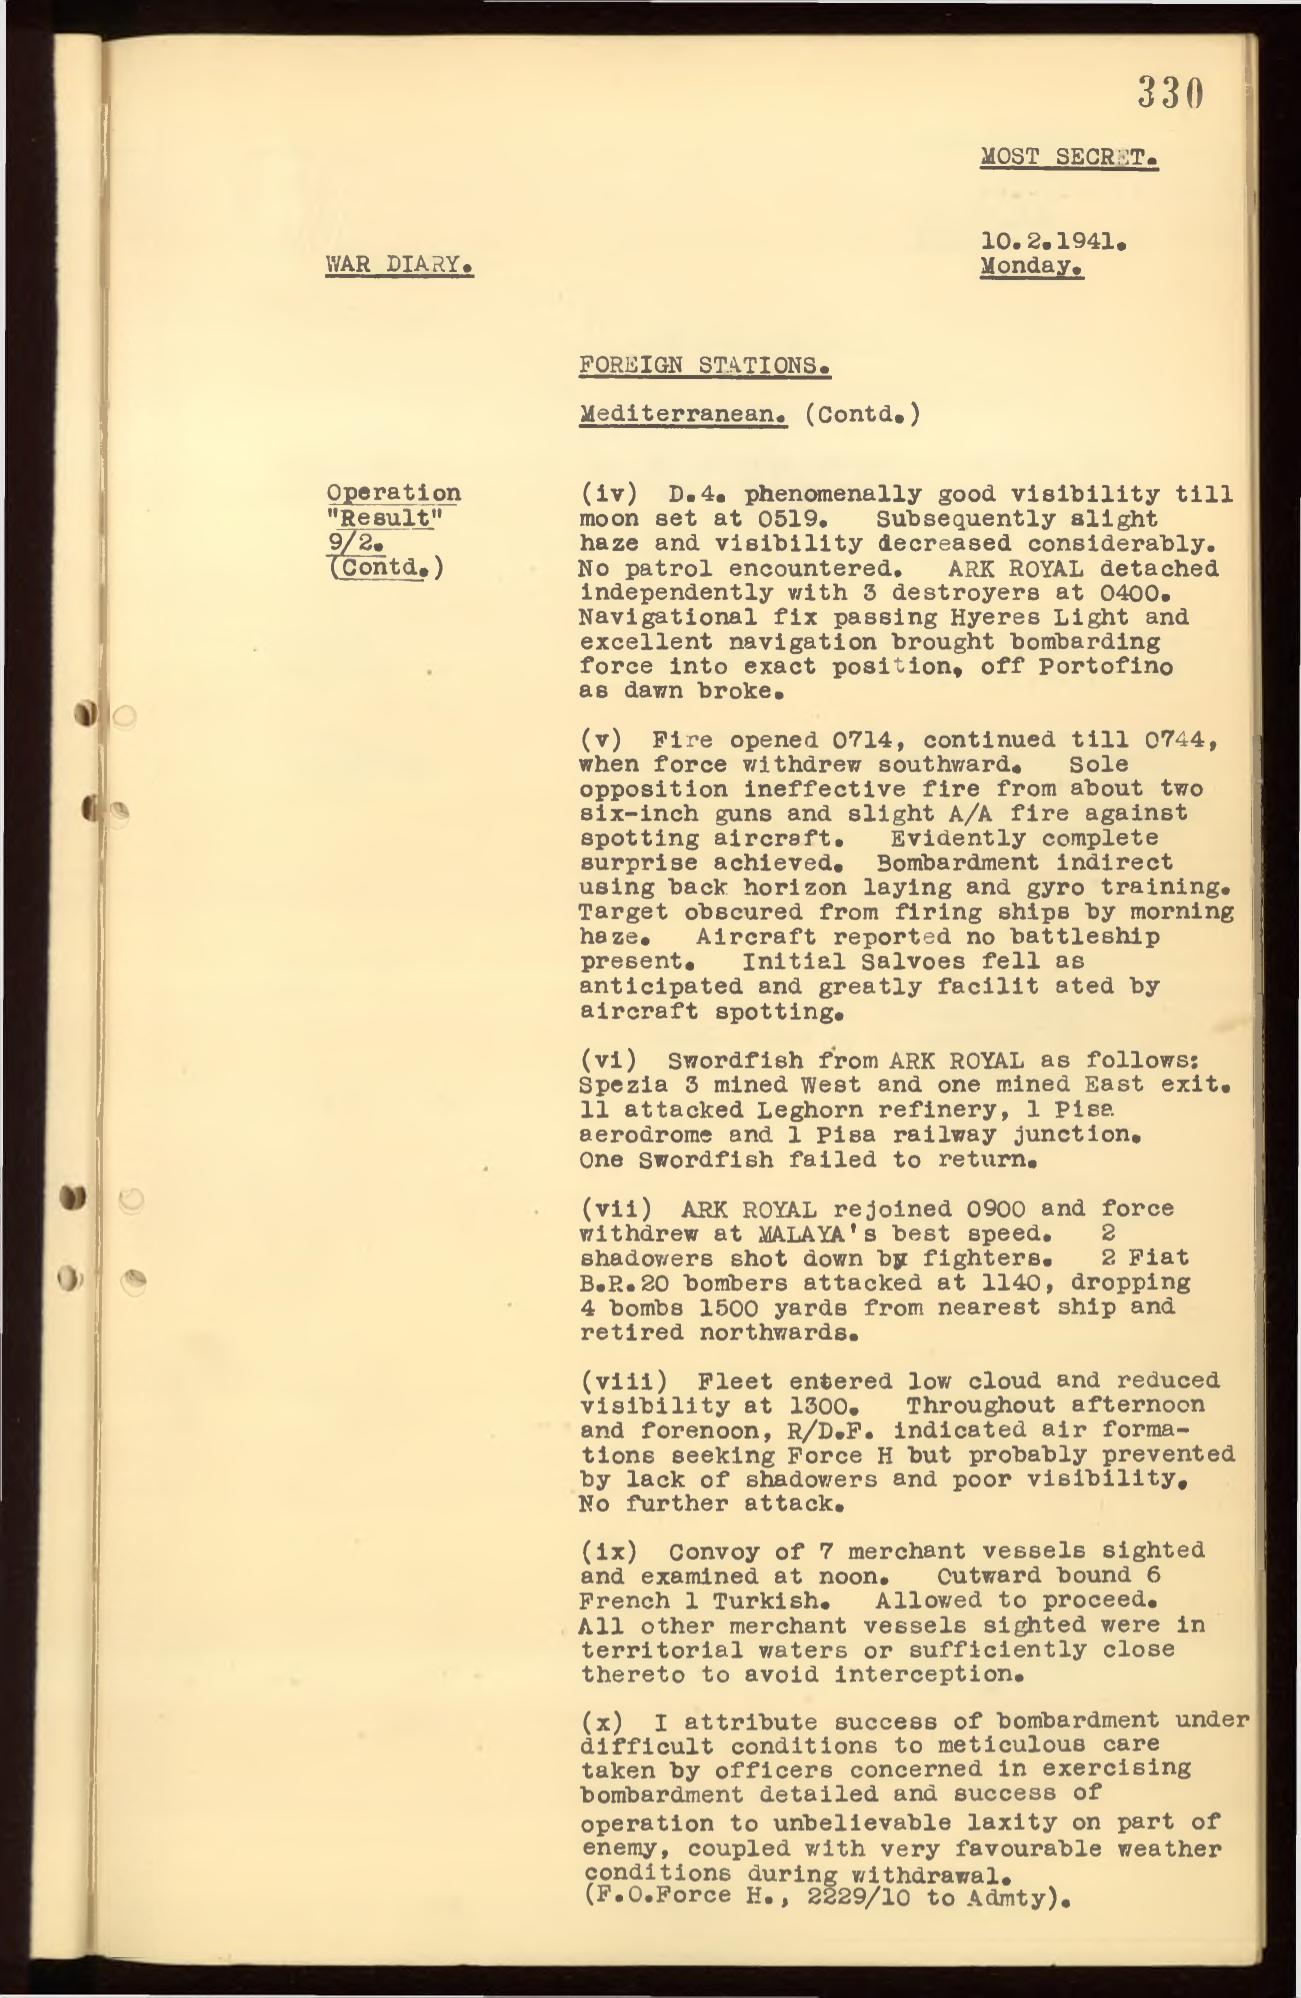 330
MOST SECRET.
10.2.1941.
Monday.
WAR DIARY.
FOREIGN STATIONS.
Mediterranean. (Contd.)
Operation
"Result"
9/2.
(Contd.)
(iv) D.4. phenomenally good visibility till
moon set at 0519. Subsequently slight
haze and visibility decreased considerably.
No patrol encountered. ARK ROYAL detached
independently with 3 destroyers at 0400.
Navigational fix passing Hyeres Light and
excellent navigation brought bombarding
force into exact position, off Portofino
as dawn broke.
(v) Fire opened 0714, continued till 0744,
when force withdrew southward. Sole
opposition ineffective fire from about two
six-inch guns and slight A/A fire against
spotting aircraft. Evidently complete
surprise achieved. Bombardment indirect
using back horizon laying and gyro training.
Target obscured from firing ships by morning
haze. Aircraft reported no battleship
present. Initial Salvoes fell as
anticipated and greatly facilit ated by
aircraft spotting.
(vi) Swordfish from ARK ROYAL as follows:
Spezia 3 mined West and one mined East exit.
11 attacked Leghorn refinery, 1 Pisa
aerodrome and 1 Pisa railway junction.
One Swordfish failed to return.
(vii) ARK ROYAL rejoined 0900 and force
withdrew at MALAYA's best speed. 2
shadowers shot down by fighters. 2 Fiat
B.R.20 bombers attacked at 1140, dropping
4 bombs 1500 yards from nearest ship and
retired northwards.
(viii) Fleet entered low cloud and reduced
visibility at 1300. Throughout afternoon
and forenoon, R/D.F. indicated air forma-
tions seeking Force H but probably prevented
by lack of shadowers and poor visibility.
No further attack.
(ix) Convoy of 7 merchant vessels sighted
and examined at noon. Outward bound 6
French 1 Turkish. Allowed to proceed.
All other merchant vessels sighted were in
territorial waters or sufficiently close
thereto to avoid interception.
(x) I attribute success of bombardment under
difficult conditions to meticulous care
taken by officers concerned in exercising
bombardment detailed and success of
operation to unbelievable laxity on part of
enemy, coupled with very favourable weather
conditions during withdrawal.
(F.O.Force H., 2229/10 to Admty).